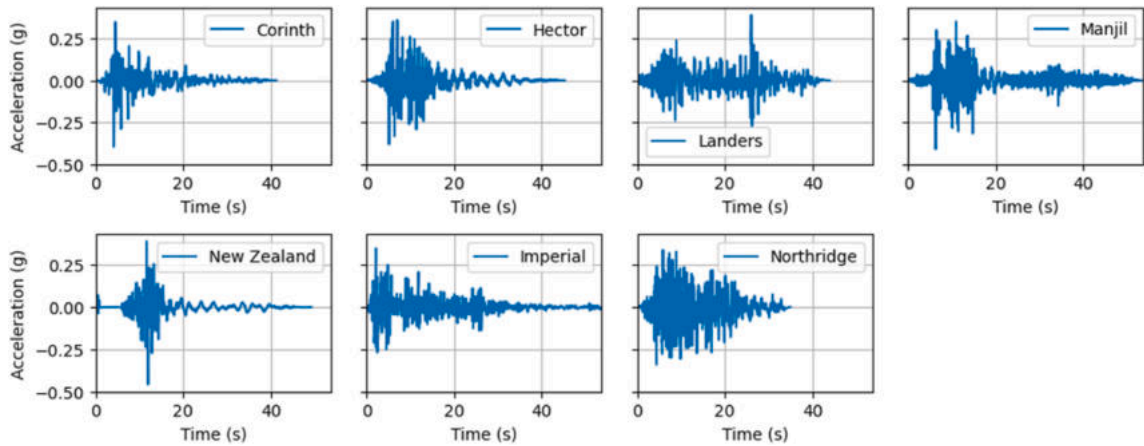 Acceleration (g)
0.25
0.00
−0.25
−0.50
Corinth
Hector
Landers
Manjil
0 20 40
0 20 40
0 20 40
0 20 40
Time (s)
Time (s)
Time (s)
Time (s)
Acceleration (g)
0.25
0.00
−0.25
−0.50
New Zealand
Imperial
Northridge
0 20 40
0 20 40
0 20 40
Time (s)
Time (s)
Time (s)